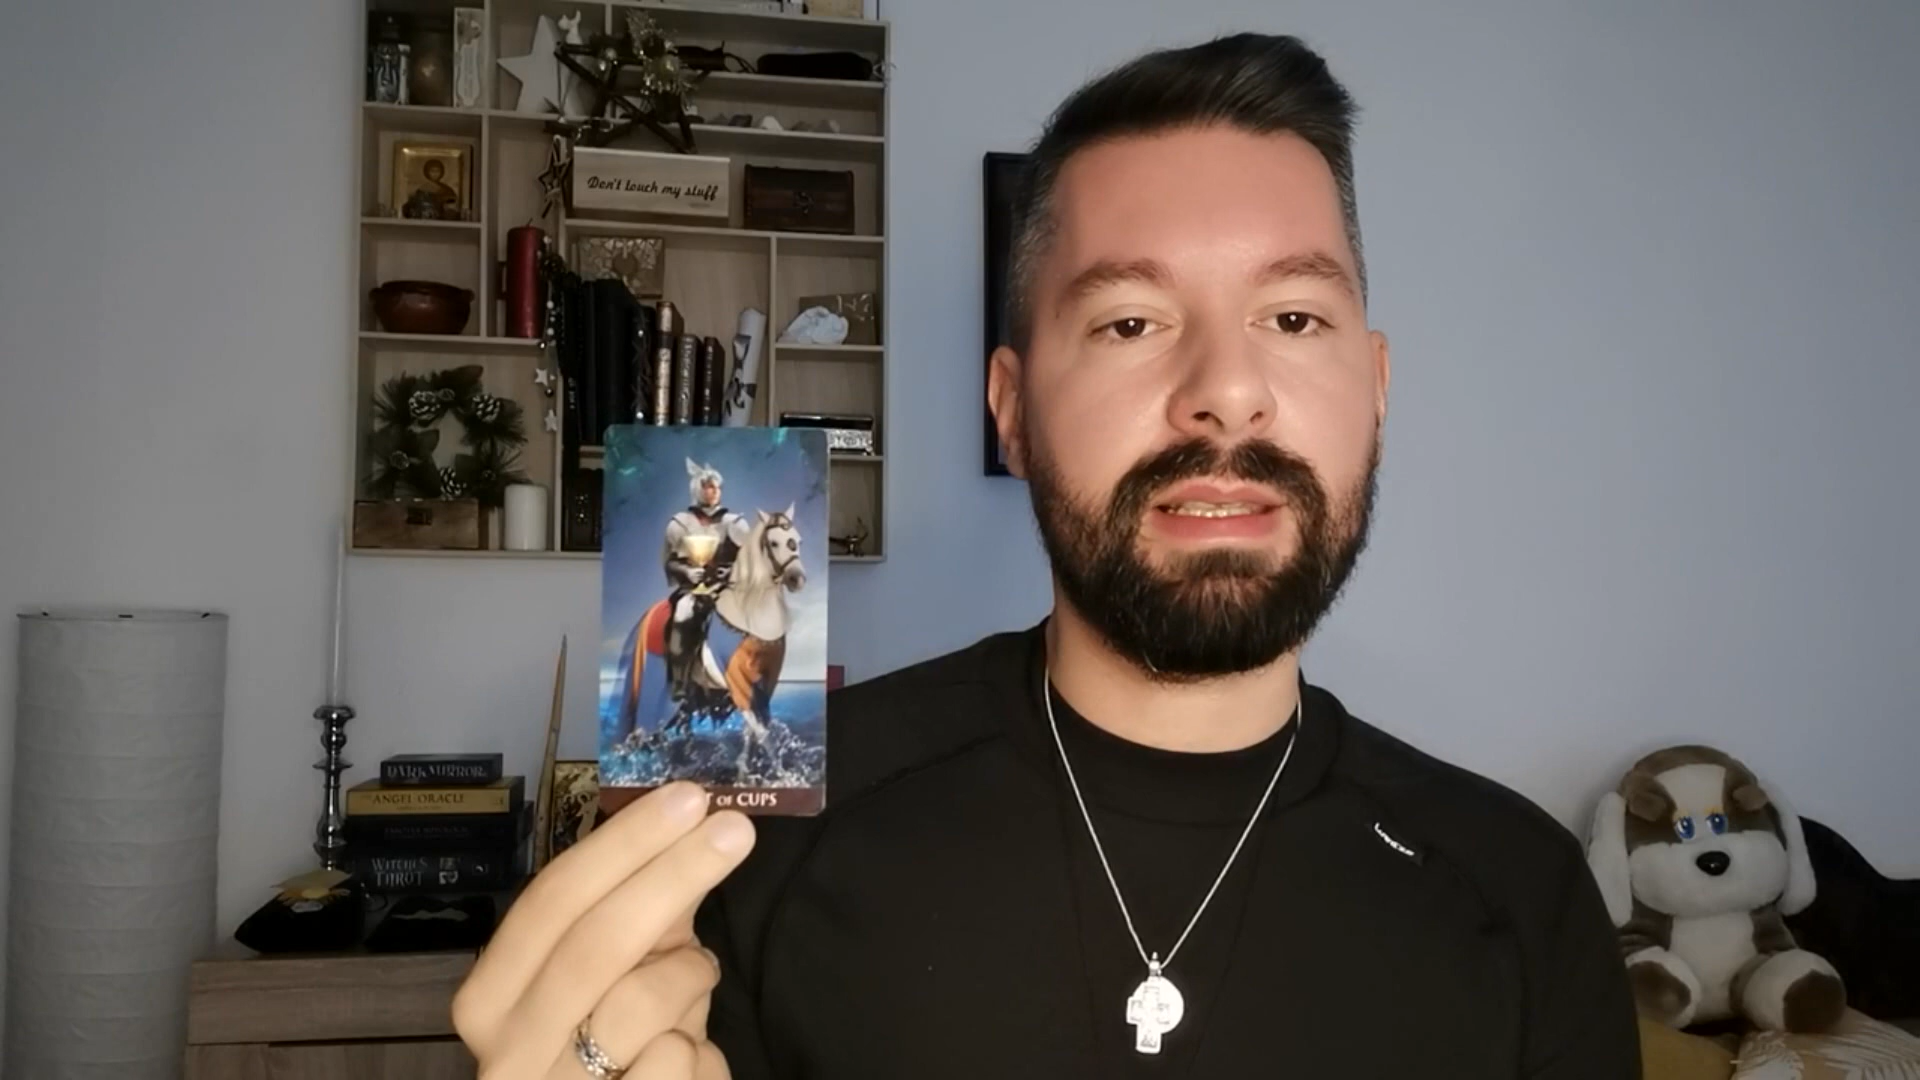 Don't touch my stuff
T OF CUPS
DARK MIRROR
ANGEL ORACLE
WITCHES
TAROT